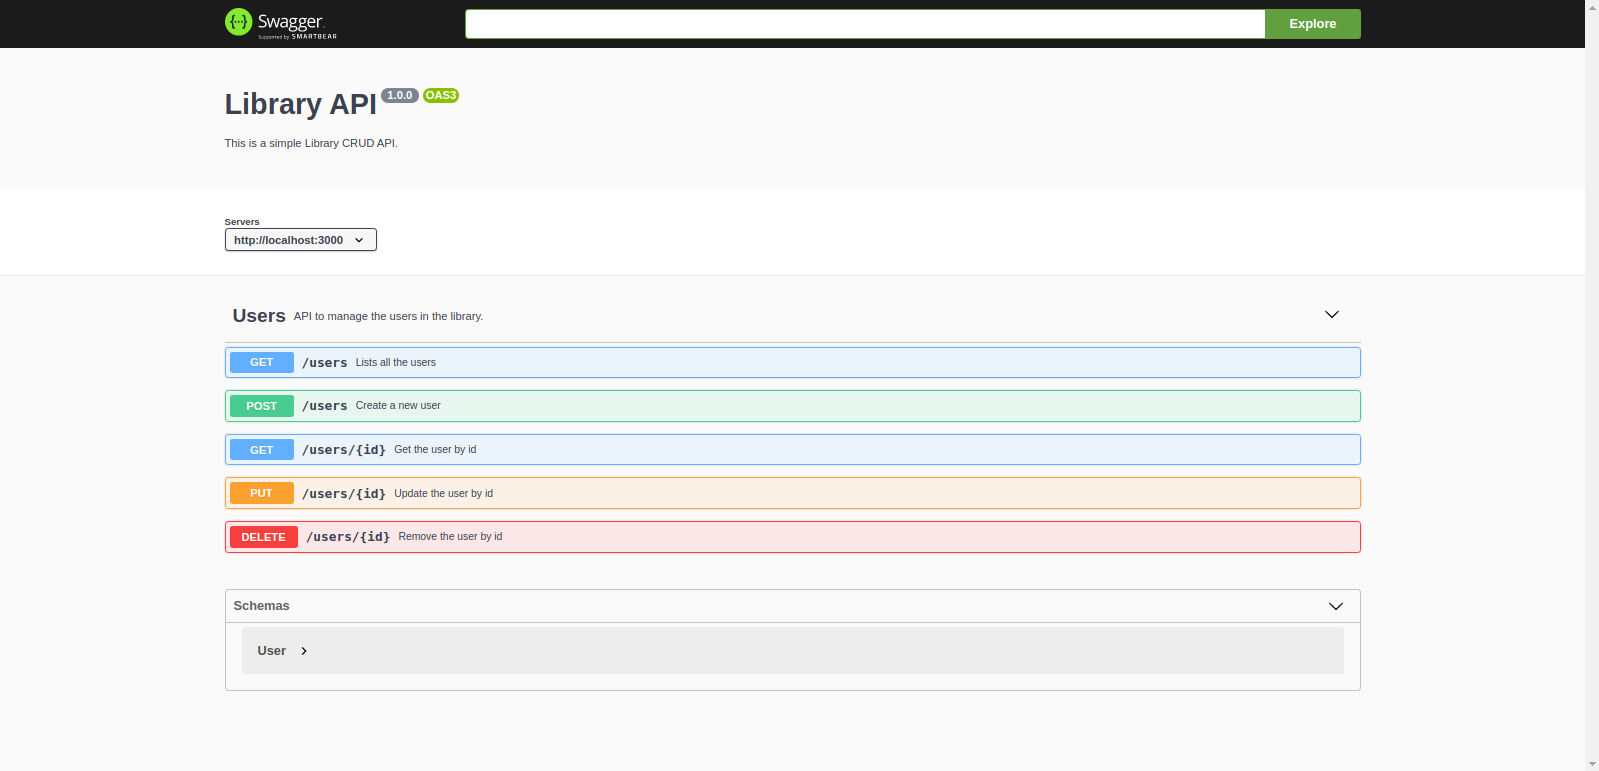 Swagger
Supported by SMARTBEAR
Explore
Library API 1.0.0 OAS3
This is a simple Library CRUD API.
Servers
http://localhost:3000
Users API to manage the users in the library.
GET /users Lists all the users
POST /users Create a new user
GET /users/{id} Get the user by id
PUT /users/{id} Update the user by id
DELETE /users/{id} Remove the user by id
Schemas
User